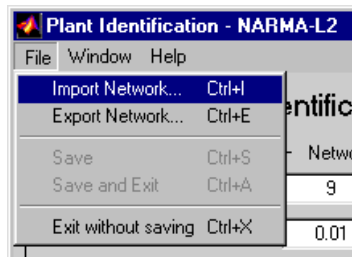 Plant Identification - NARMA-L2
File Window Help
Import Network... Ctrl+I
Export Network... Ctrl+E
Save Ctrl+S
Save and Exit Ctrl+A
Exit without saving Ctrl+X
entific
Netwo
9
0.01